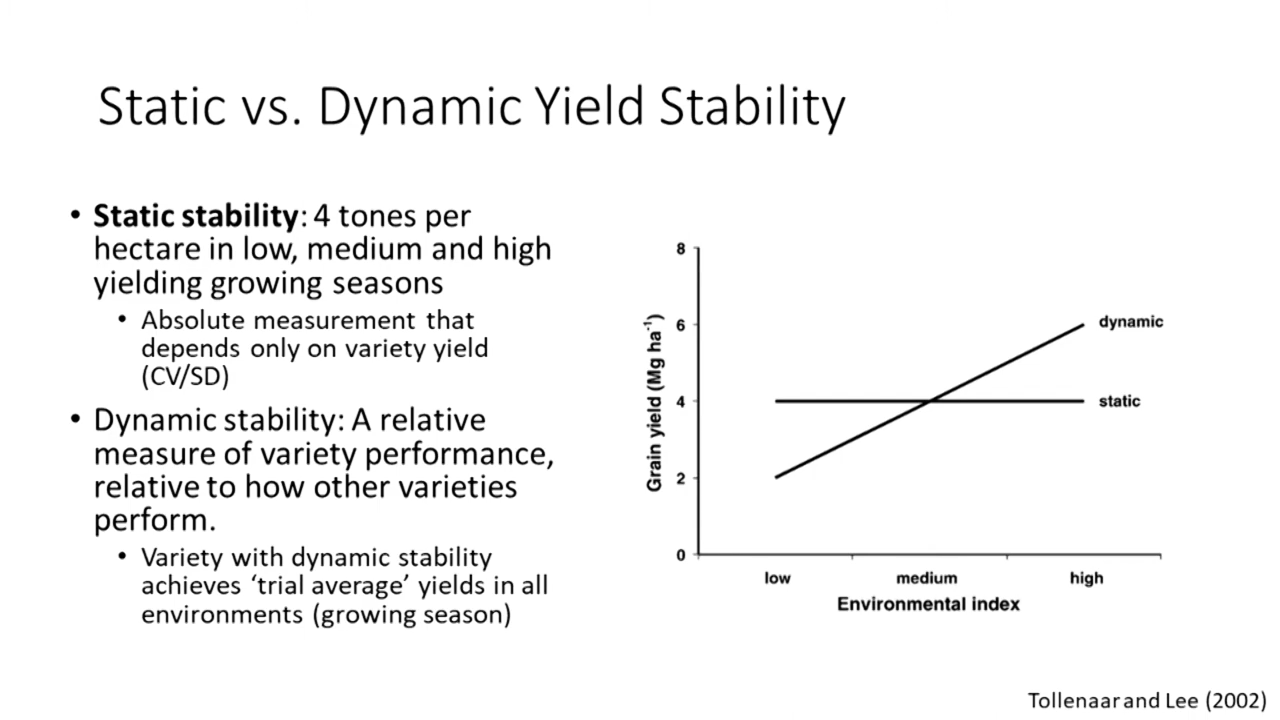 Static vs. Dynamic Yield Stability
• Static stability: 4 tones per
hectare in low, medium and high
yielding growing seasons
• Absolute measurement that
depends only on variety yield
(CV/SD)
• Dynamic stability: A relative
measure of variety performance,
relative to how other varieties
perform.
• Variety with dynamic stability
achieves ‘trial average’ yields in all
environments (growing season)
Grain yield (Mg ha⁻¹)
8
6
4
2
0
dynamic
static
low medium high
Environmental index
Tollenaar and Lee (2002)